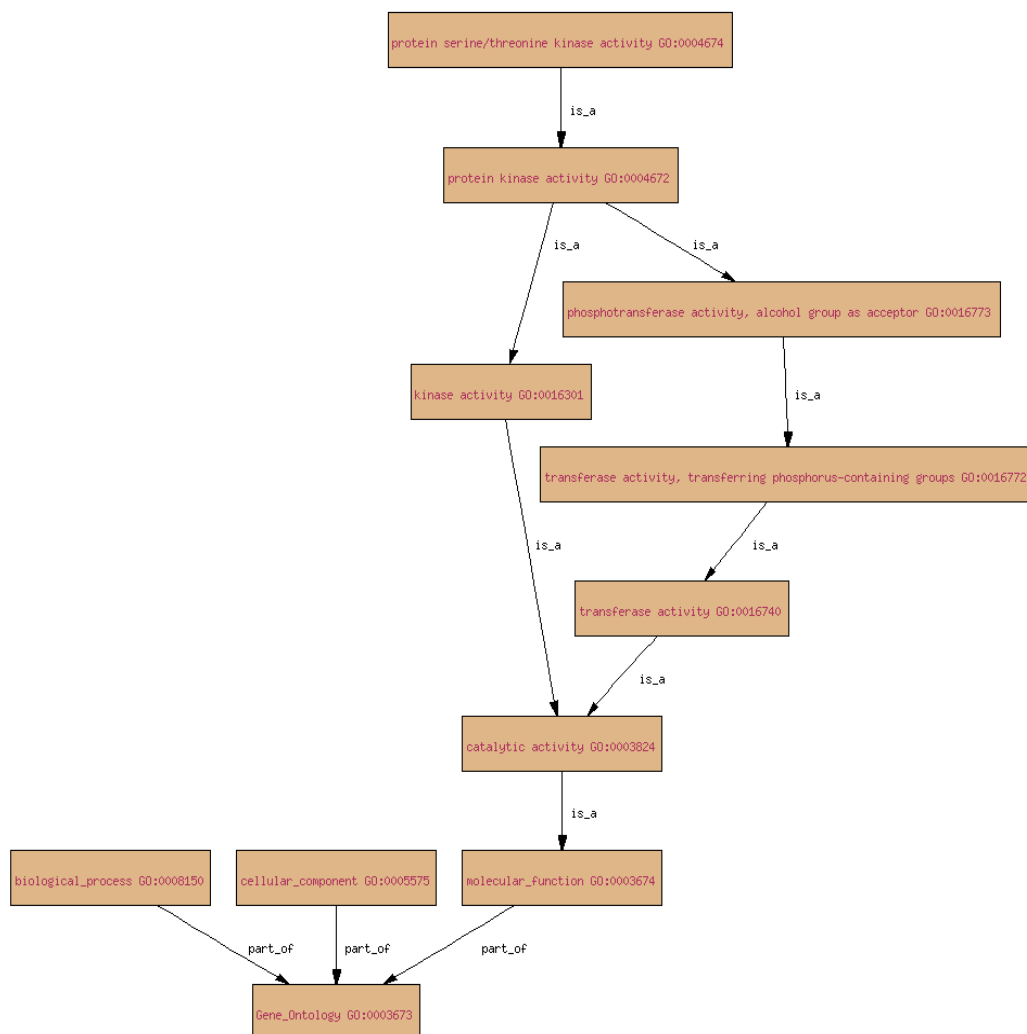 protein serine/threonine kinase activity GO:0004674
is_a
protein kinase activity GO:0004672
is_a
is_a
phosphotransferase activity, alcohol group as acceptor GO:0016773
kinase activity GO:0016301
is_a
transferase activity, transferring phosphorus-containing groups GO:0016772
is_a
is_a
transferase activity GO:0016740
is_a
catalytic activity GO:0003824
is_a
biological_process GO:0008150
cellular_component GO:0005575
molecular_function GO:0003674
part_of
part_of
part_of
Gene_Ontology GO:0003673